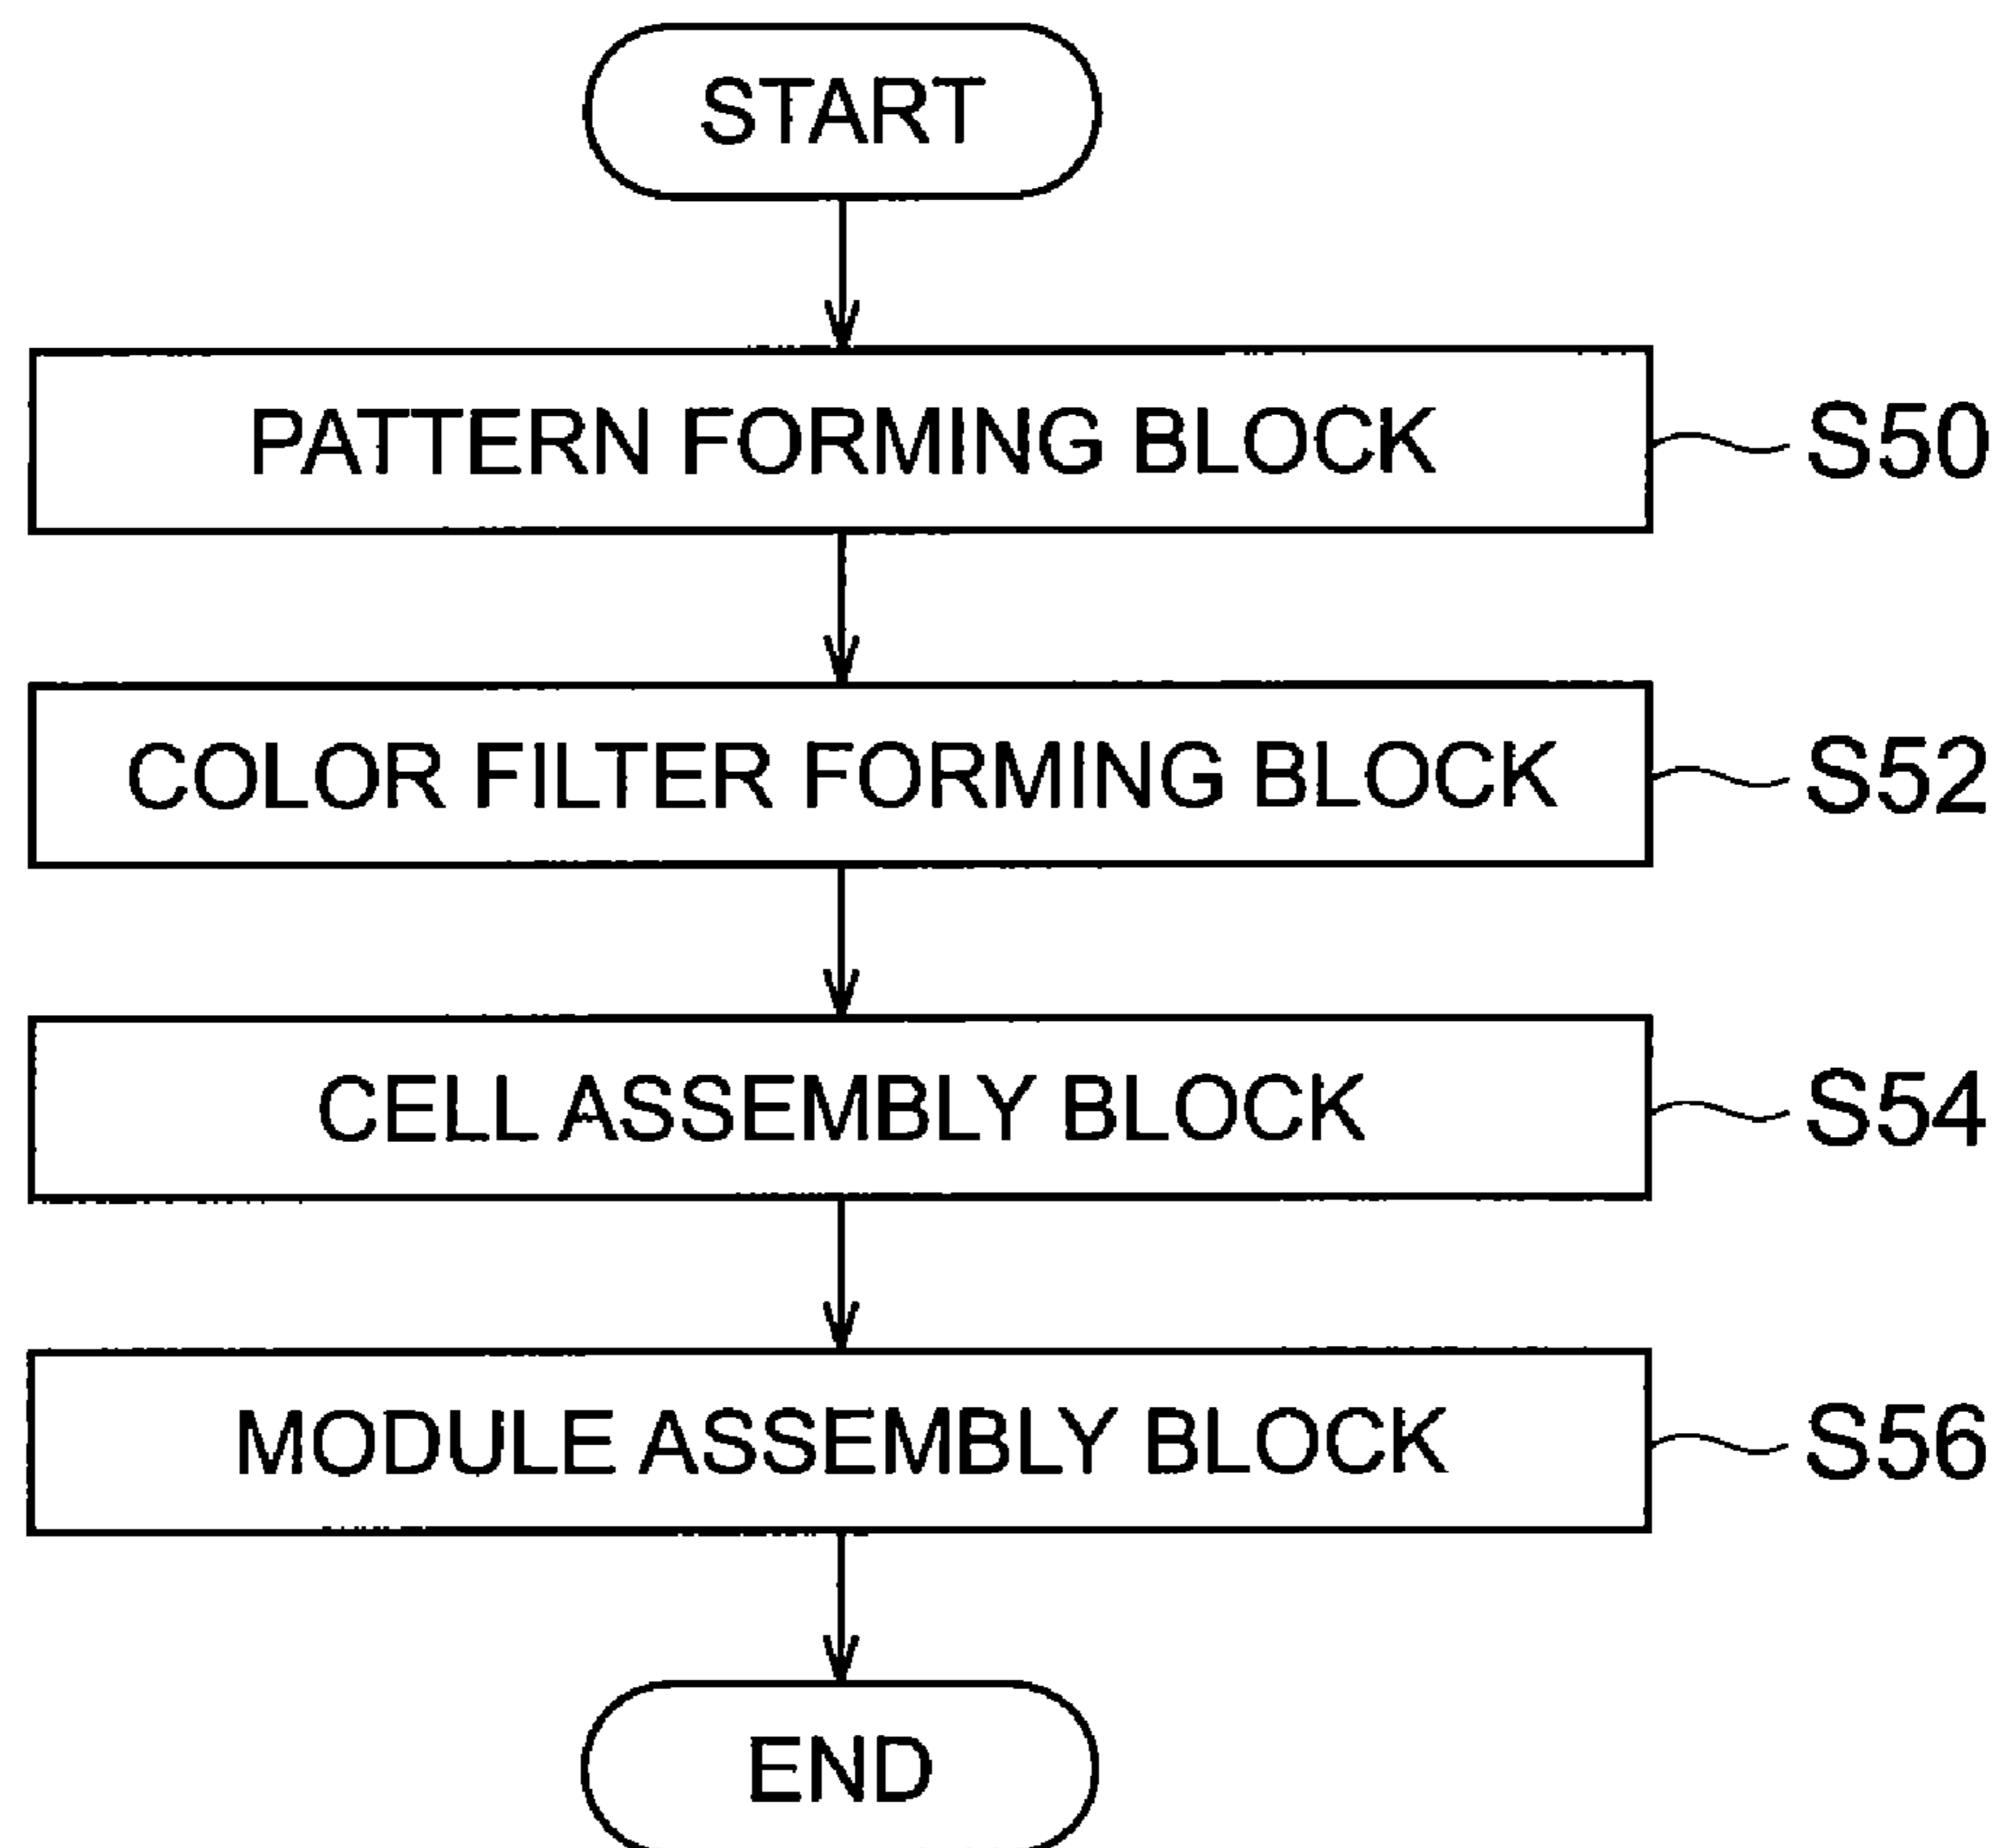 START
PATTERN FORMING BLOCK
S50
COLOR FILTER FORMING BLOCK
S52
CELL ASSEMBLY BLOCK
S54
MODULE ASSEMBLY BLOCK
S56
END